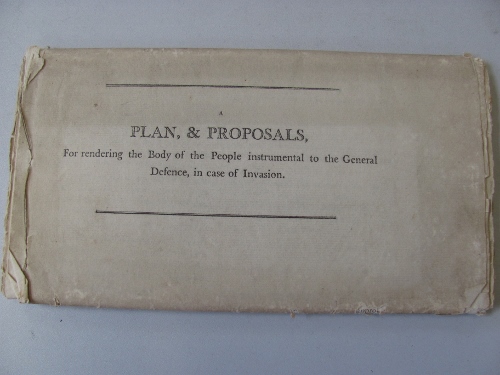 A
PLAN, & PROPOSALS,
For rendering the Body of the People instrumental to the General
Defence, in case of Invasion.